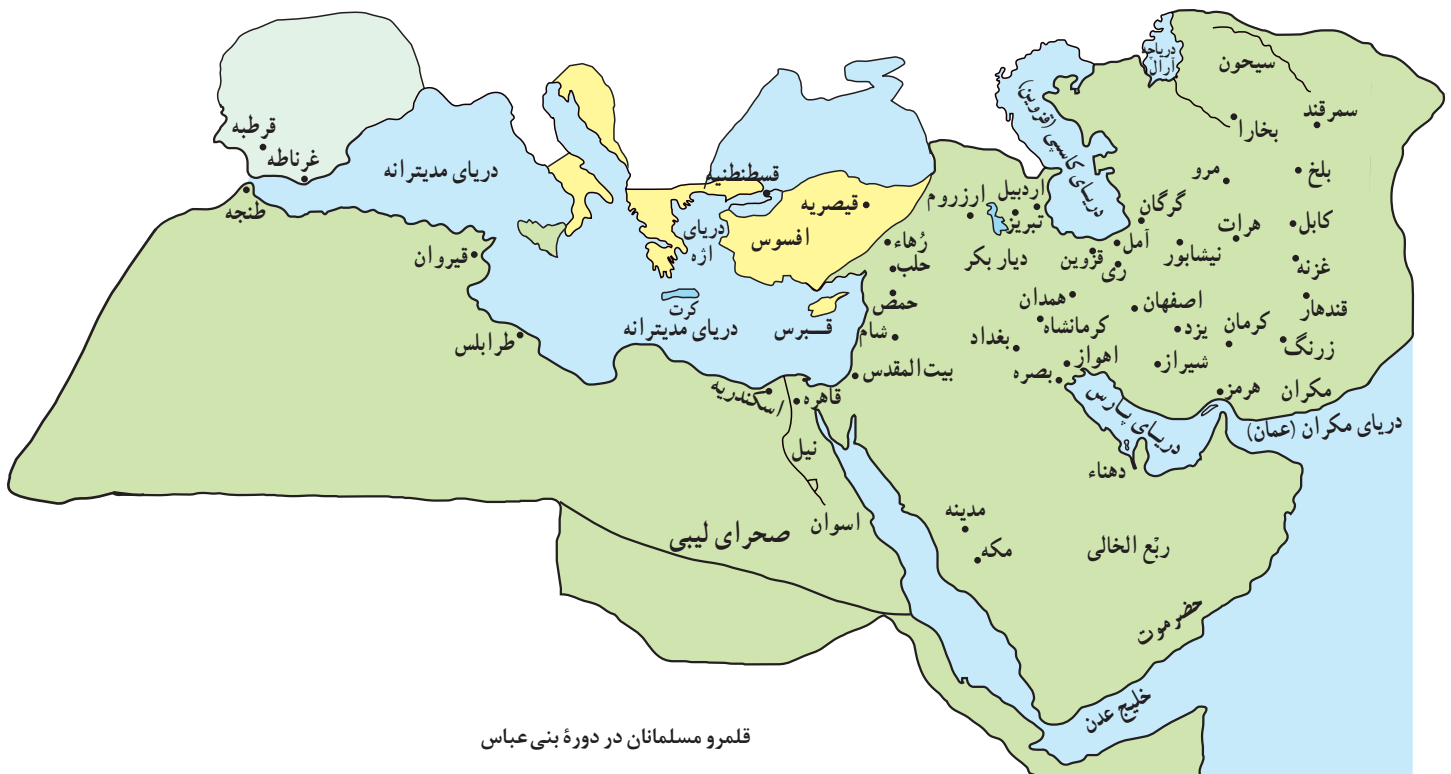 دریاچه
آرال
سیحون
سمرقند
بخارا
دریای کاسپی (قزوین)
مرو
بلخ
قرطبه
غرناطه
طنجه
دریای مدیترانه
قسطنطنیه
قیصریه
افسوس
دریای
اژه
ارزروم
اردبیل
تبریز
گرگان
آمل
هرات
کابل
رُهاء
حلب
دیار بکر
قزوین
ری
نیشابور
غزنه
قیروان
کرت
حمص
همدان
اصفهان
قندهار
طرابلس
دریای مدیترانه
قبرس
شام
بغداد
کرمانشاه
یزد
کرمان
زرنگ
بیت المقدس
بصره
اهواز
شیراز
هرمز
مکران
اسکندریه
قاهره
دریای پارس
دریای مکران (عمان)
نیل
دهناء
اسوان
صحرای لیبی
مدینه
مکه
ربْع الخالی
حضرموت
خلیج عدن
قلمرو مسلمانان در دورۀ بنی عباس